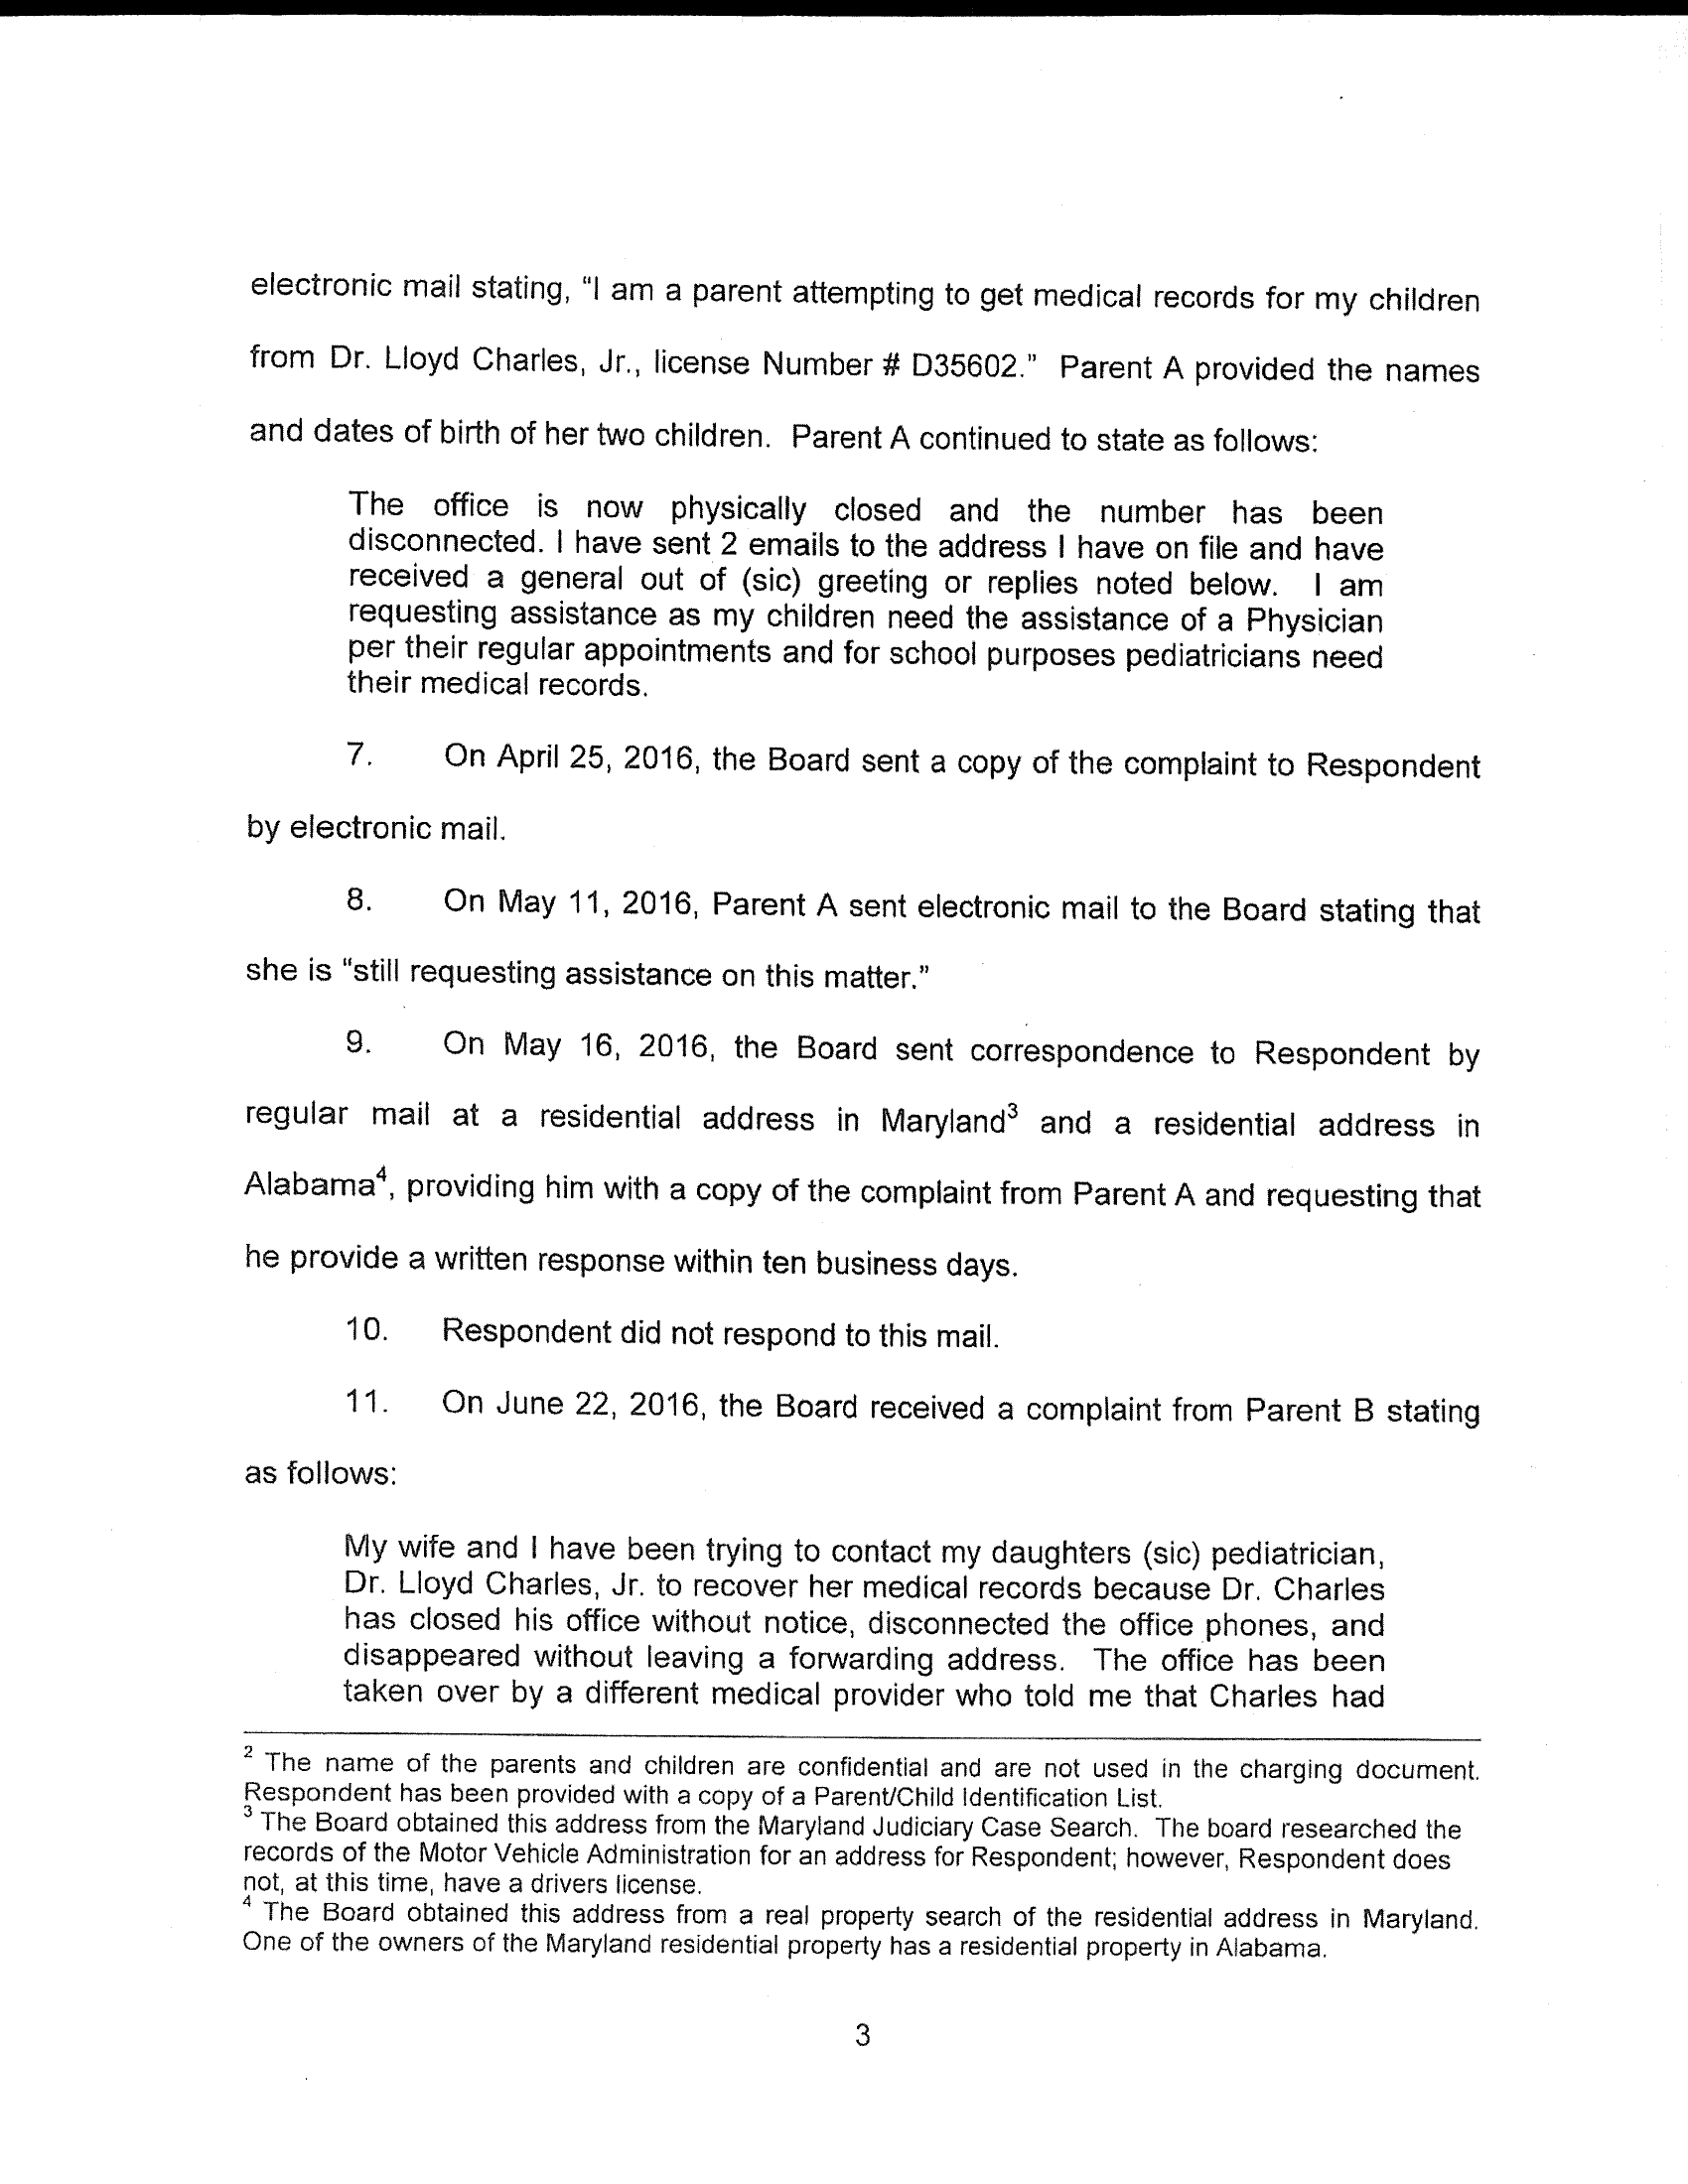 electronic mail stating, "I am a parent attempting to get medical records for my children
from Dr. Lloyd Charles, Jr., license Number # D35602." Parent A provided the names
and dates of birth of her two children. Parent A continued to state as follows:
The office is now physically closed and the number has been
disconnected. I have sent 2 emails to the address I have on file and have
received a general out of (sic) greeting or replies noted below. I am
requesting assistance as my children need the assistance of a Physician
per their regular appointments and for school purposes pediatricians need
their medical records.
7. On April 25, 2016, the Board sent a copy of the complaint to Respondent
by electronic mail.
8. On May 11, 2016, Parent A sent electronic mail to the Board stating that
she is "still requesting assistance on this matter."
9. On May 16, 2016, the Board sent correspondence to Respondent by
regular mail at a residential address in Maryland³ and a residential address in
Alabama⁴, providing him with a copy of the complaint from Parent A and requesting that
he provide a written response within ten business days.
10. Respondent did not respond to this mail.
11. On June 22, 2016, the Board received a complaint from Parent B stating
as follows:
My wife and I have been trying to contact my daughters (sic) pediatrician,
Dr. Lloyd Charles, Jr. to recover her medical records because Dr. Charles
has closed his office without notice, disconnected the office phones, and
disappeared without leaving a forwarding address. The office has been
taken over by a different medical provider who told me that Charles had
² The name of the parents and children are confidential and are not used in the charging document.
Respondent has been provided with a copy of a Parent/Child Identification List.
³ The Board obtained this address from the Maryland Judiciary Case Search. The board researched the
records of the Motor Vehicle Administration for an address for Respondent; however, Respondent does
not, at this time, have a drivers license.
⁴ The Board obtained this address from a real property search of the residential address in Maryland.
One of the owners of the Maryland residential property has a residential property in Alabama.
3